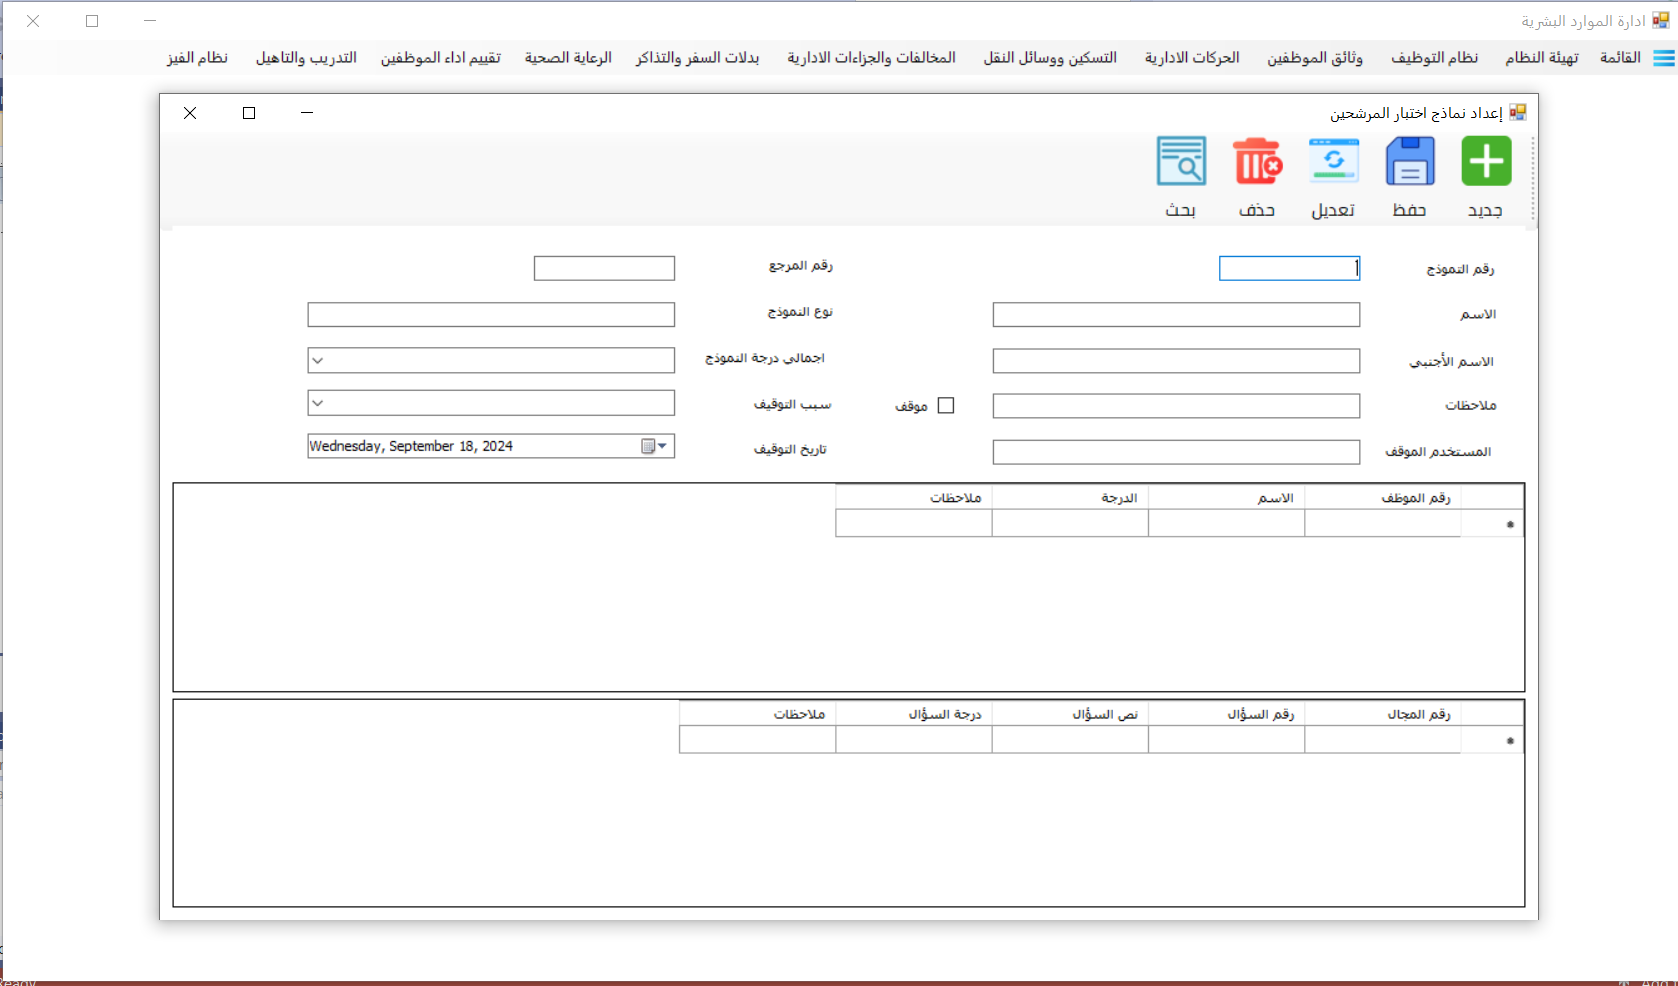 ادارة الموارد البشرية
القائمة تهيئة النظام نظام التوظيف وثائق الموظفين الحركات الادارية التسكين ووسائل النقل المخالفات والجزاءات الادارية بدلات السفر والتذاكر الرعاية الصحية تقييم اداء الموظفين التدريب والتاهيل نظام الفيز
إعداد نماذج اختبار المرشحين
جديد حفظ تعديل حذف بحث
رقم النموذج رقم المرجع
الاسم نوع النموذج
الاسم الأجنبي اجمالي درجة النموذج
ملاحظات موقف سبب التوقيف
المستخدم الموقف تاريخ التوقيف Wednesday, September 18, 2024
رقم الموظف الاسم الدرجة ملاحظات
رقم المجال رقم السؤال نص السؤال درجة السؤال ملاحظات